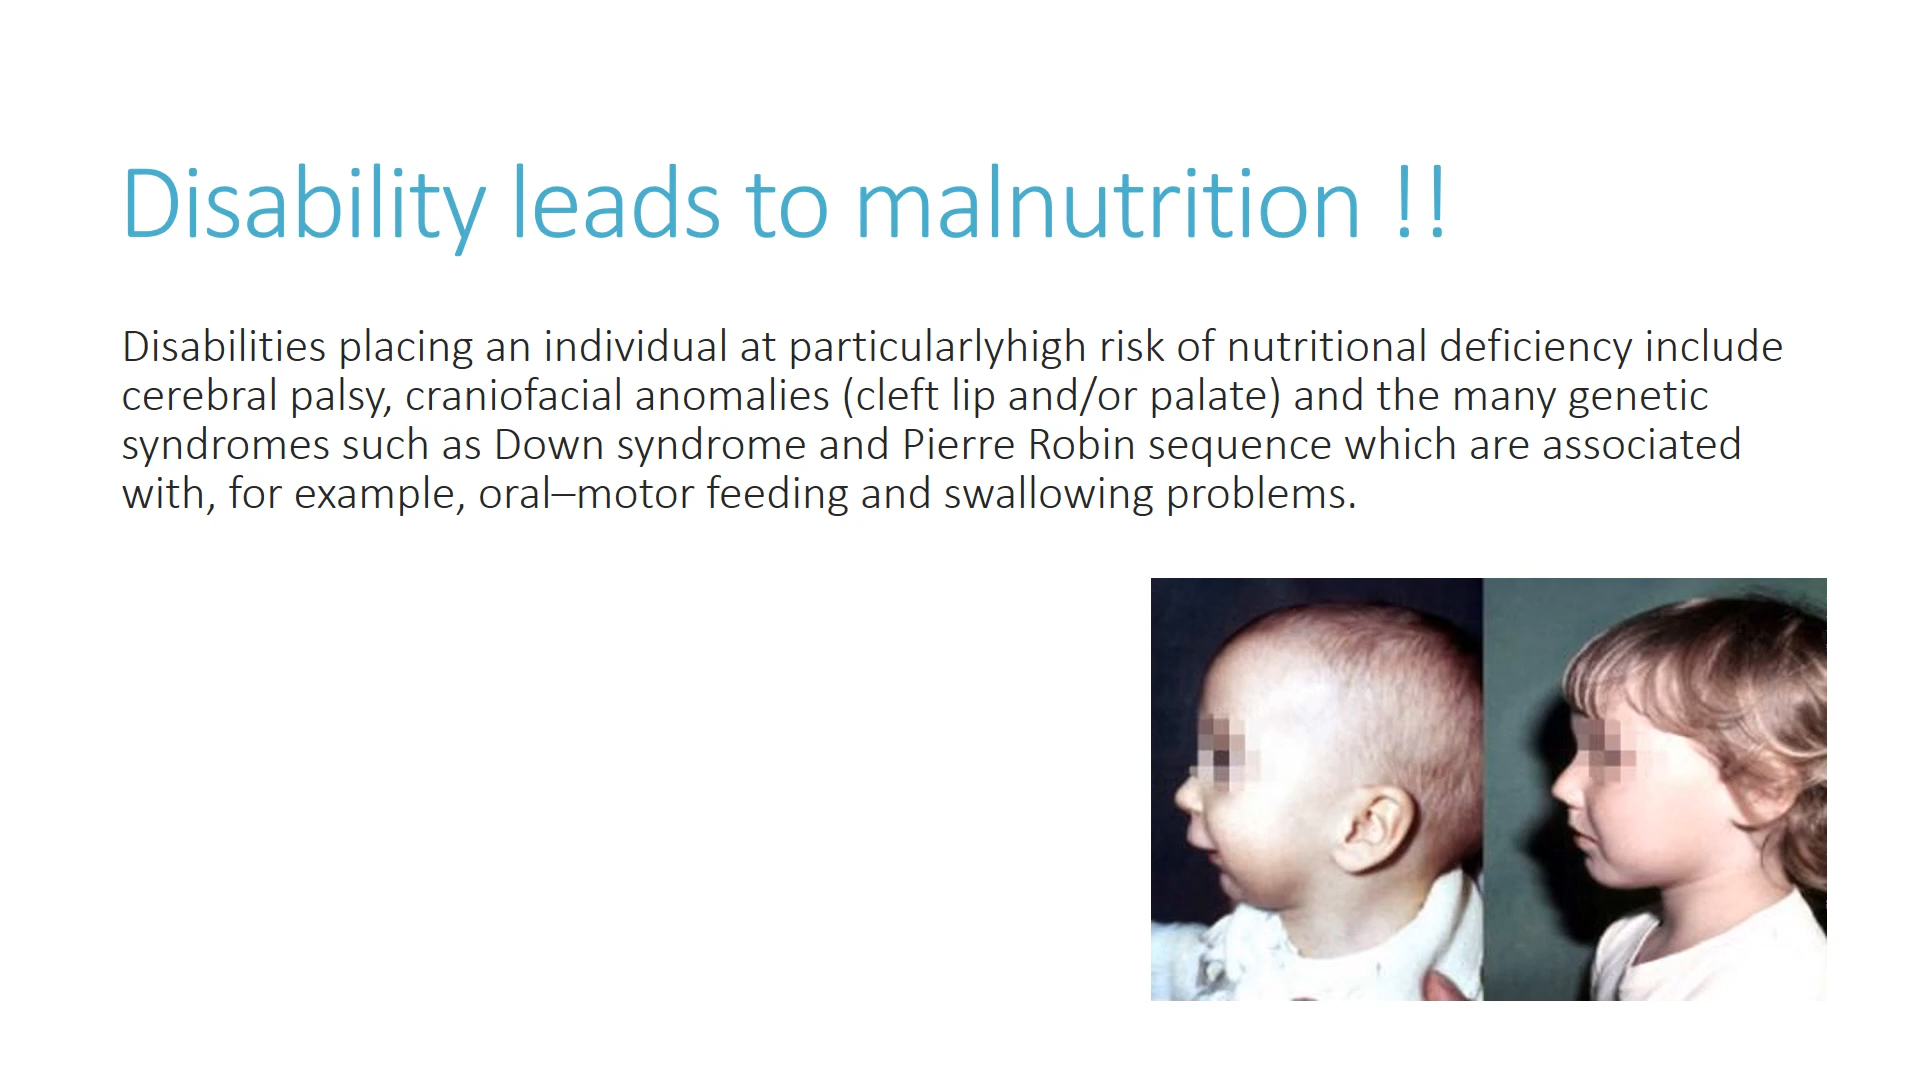 Disability leads to malnutrition !!
Disabilities placing an individual at particularlyhigh risk of nutritional deficiency include
cerebral palsy, craniofacial anomalies (cleft lip and/or palate) and the many genetic
syndromes such as Down syndrome and Pierre Robin sequence which are associated
with, for example, oral–motor feeding and swallowing problems.